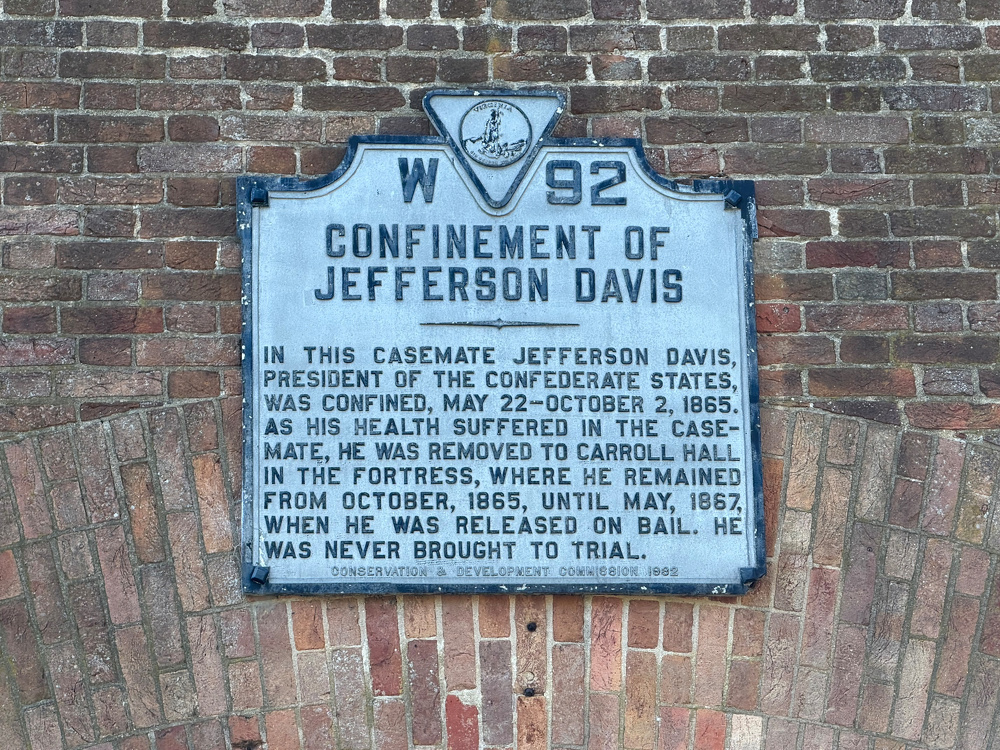 VIRGINIA
W 92
CONFINEMENT OF
JEFFERSON DAVIS
IN THIS CASEMATE JEFFERSON DAVIS,
PRESIDENT OF THE CONFEDERATE STATES,
WAS CONFINED, MAY 22–OCTOBER 2, 1865.
AS HIS HEALTH SUFFERED IN THE CASE-
MATE, HE WAS REMOVED TO CARROLL HALL
IN THE FORTRESS, WHERE HE REMAINED
FROM OCTOBER, 1865, UNTIL MAY, 1867,
WHEN HE WAS RELEASED ON BAIL. HE
WAS NEVER BROUGHT TO TRIAL.
CONSERVATION & DEVELOPMENT COMMISSION